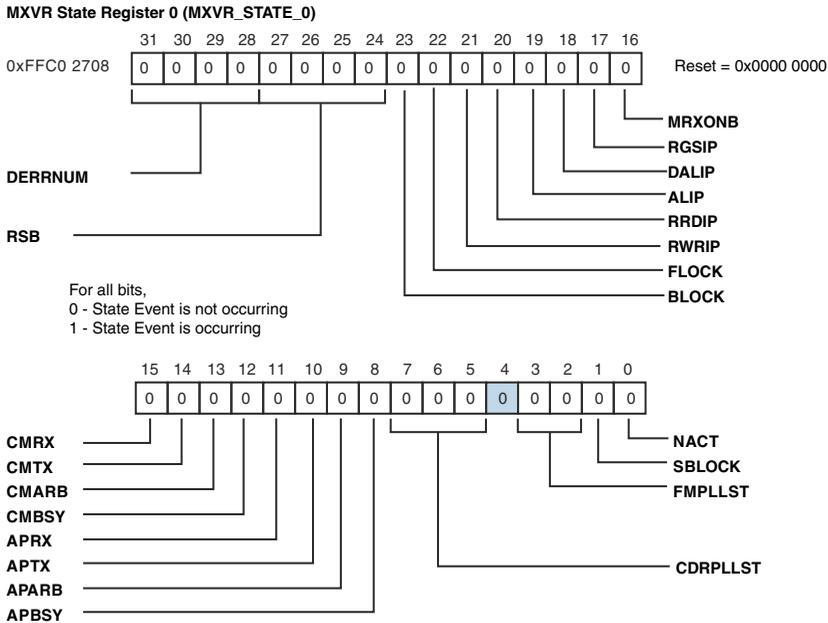 MXVR State Register 0 (MXVR_STATE_0)
31 30 29 28 27 26 25 24 23 22 21 20 19 18 17 16
0xFFC0 2708 0 0 0 0 0 0 0 0 0 0 0 0 0 0 0 0 Reset = 0x0000 0000
MRXONB
RGSIP
DERRNUM DALIP
ALIP
RRDIP
RSB RWRIP
FLOCK
BLOCK
For all bits,
0 - State Event is not occurring
1 - State Event is occurring
15 14 13 12 11 10 9 8 7 6 5 4 3 2 1 0
0 0 0 0 0 0 0 0 0 0 0 0 0 0 0 0
CMRX NACT
CMTX SBLOCK
CMARB FMPLLST
CMBSY
APRX
APTX CDRPLLST
APARB
APBSY